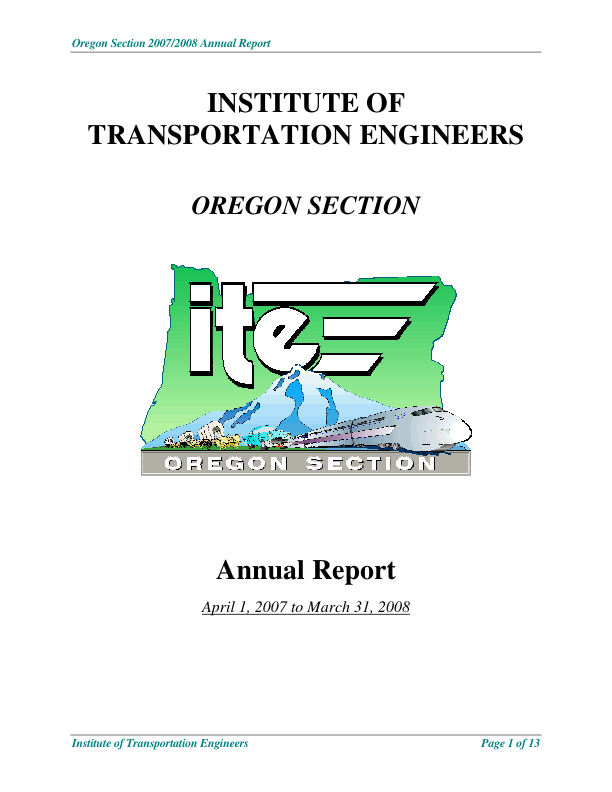 Oregon Section 2007/2008 Annual Report
INSTITUTE OF
TRANSPORTATION ENGINEERS
OREGON SECTION
ite
OREGON SECTION
Annual Report
April 1, 2007 to March 31, 2008
Institute of Transportation Engineers Page 1 of 13